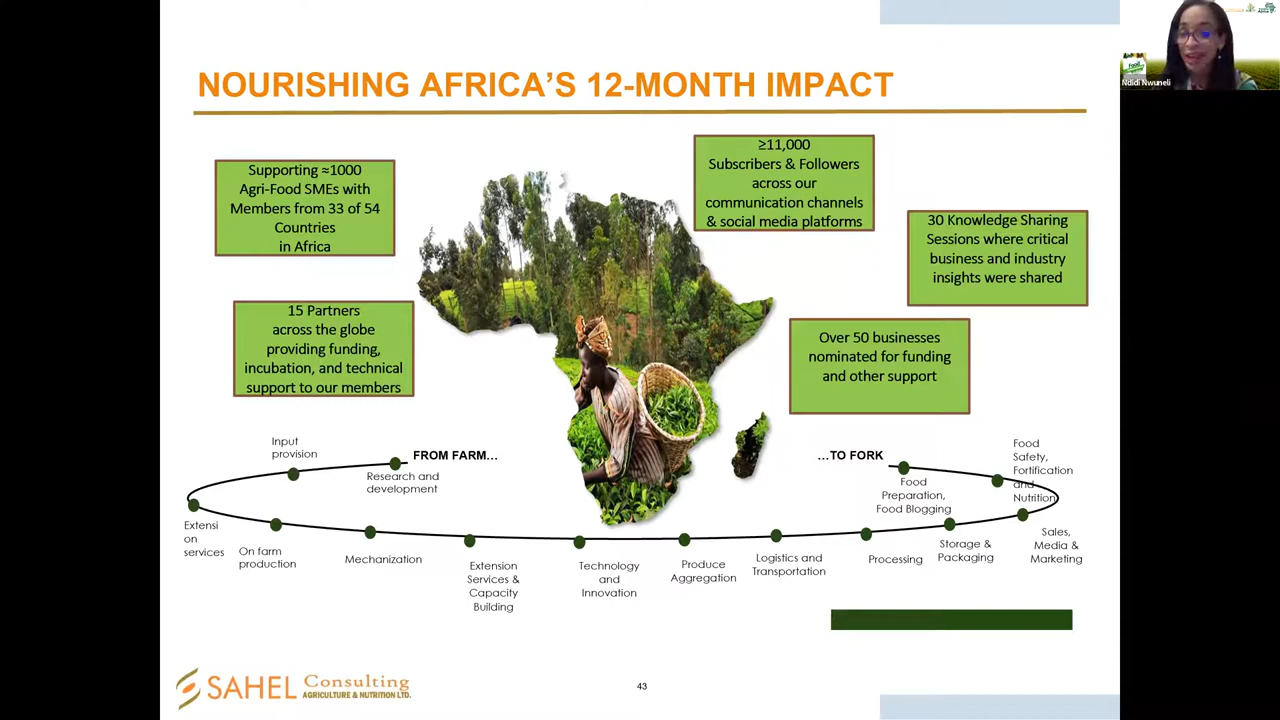 NOURISHING AFRICA'S 12-MONTH IMPACT
Supporting ≈1000
Agri-Food SMEs with
Members from 33 of 54
Countries
in Africa
≥11,000
Subscribers & Followers
across our
communication channels
& social media platforms
30 Knowledge Sharing
Sessions where critical
business and industry
insights were shared
15 Partners
across the globe
providing funding,
incubation, and technical
support to our members
Over 50 businesses
nominated for funding
and other support
FROM FARM...
...TO FORK
Input
provision
Research and
development
Extensi
on
services
On farm
production
Mechanization
Extension
Services &
Capacity
Building
Technology
and
Innovation
Produce
Aggregation
Logistics and
Transportation
Processing
Storage &
Packaging
Sales,
Media &
Marketing
Food
Safety,
Fortification
and
Nutrition
Food
Preparation,
Food Blogging
SAHEL Consulting
AGRICULTURE & NUTRITION LTD.
43
Ndidi Nwuneli